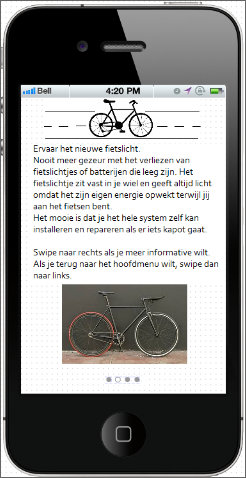 Bell
4:20 PM
Ervaar het nieuwe fietslicht.
Nooit meer gezeur met het verliezen van
fietslichtjes of batterijen die leeg zijn. Het
fietslichtje zit vast in je wiel en geeft altijd licht
omdat het zijn eigen energie opwekt terwijl jij
aan het fietsen bent.
Het mooie is dat je het hele system zelf kan
installeren en repareren als er iets kapot gaat.
Swipe naar rechts als je meer informative wilt.
Als je terug naar het hoofdmenu wilt, swipe dan
naar links.